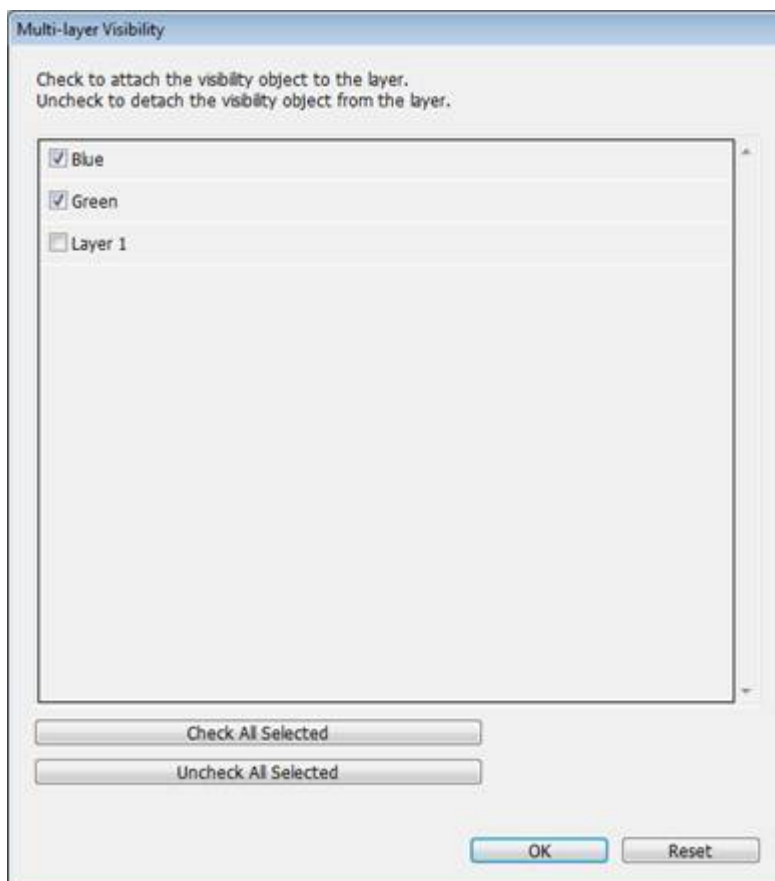 Multi-layer Visibility
Check to attach the visibility object to the layer.
Uncheck to detach the visibility object from the layer.
Blue
Green
Layer 1
Check All Selected
Uncheck All Selected
OK
Reset